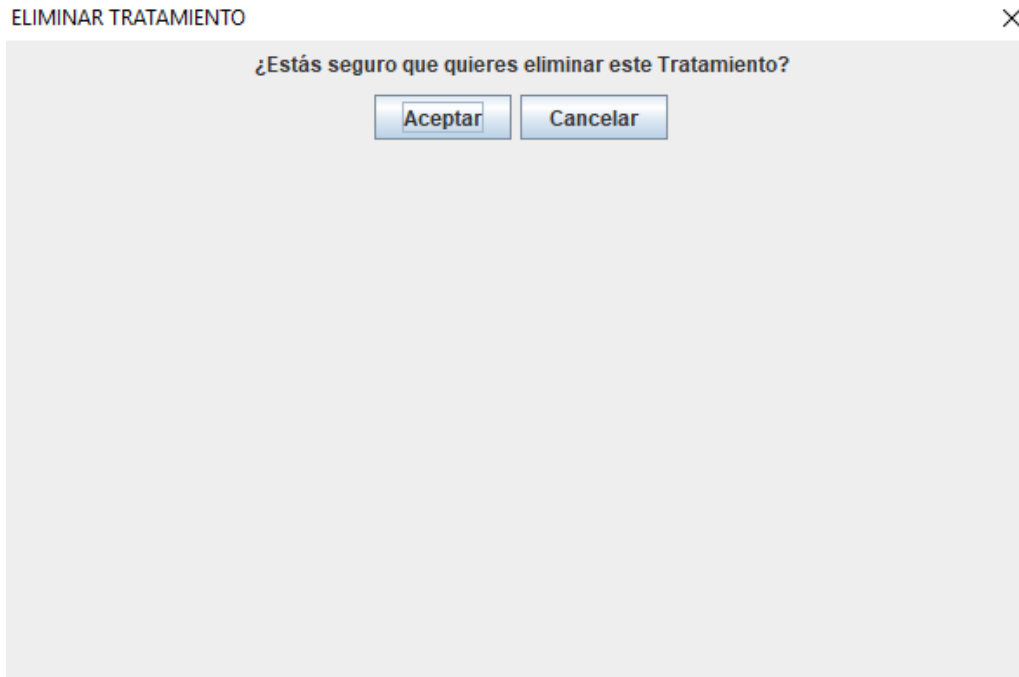 ELIMINAR TRATAMIENTO
¿Estás seguro que quieres eliminar este Tratamiento?
Aceptar Cancelar